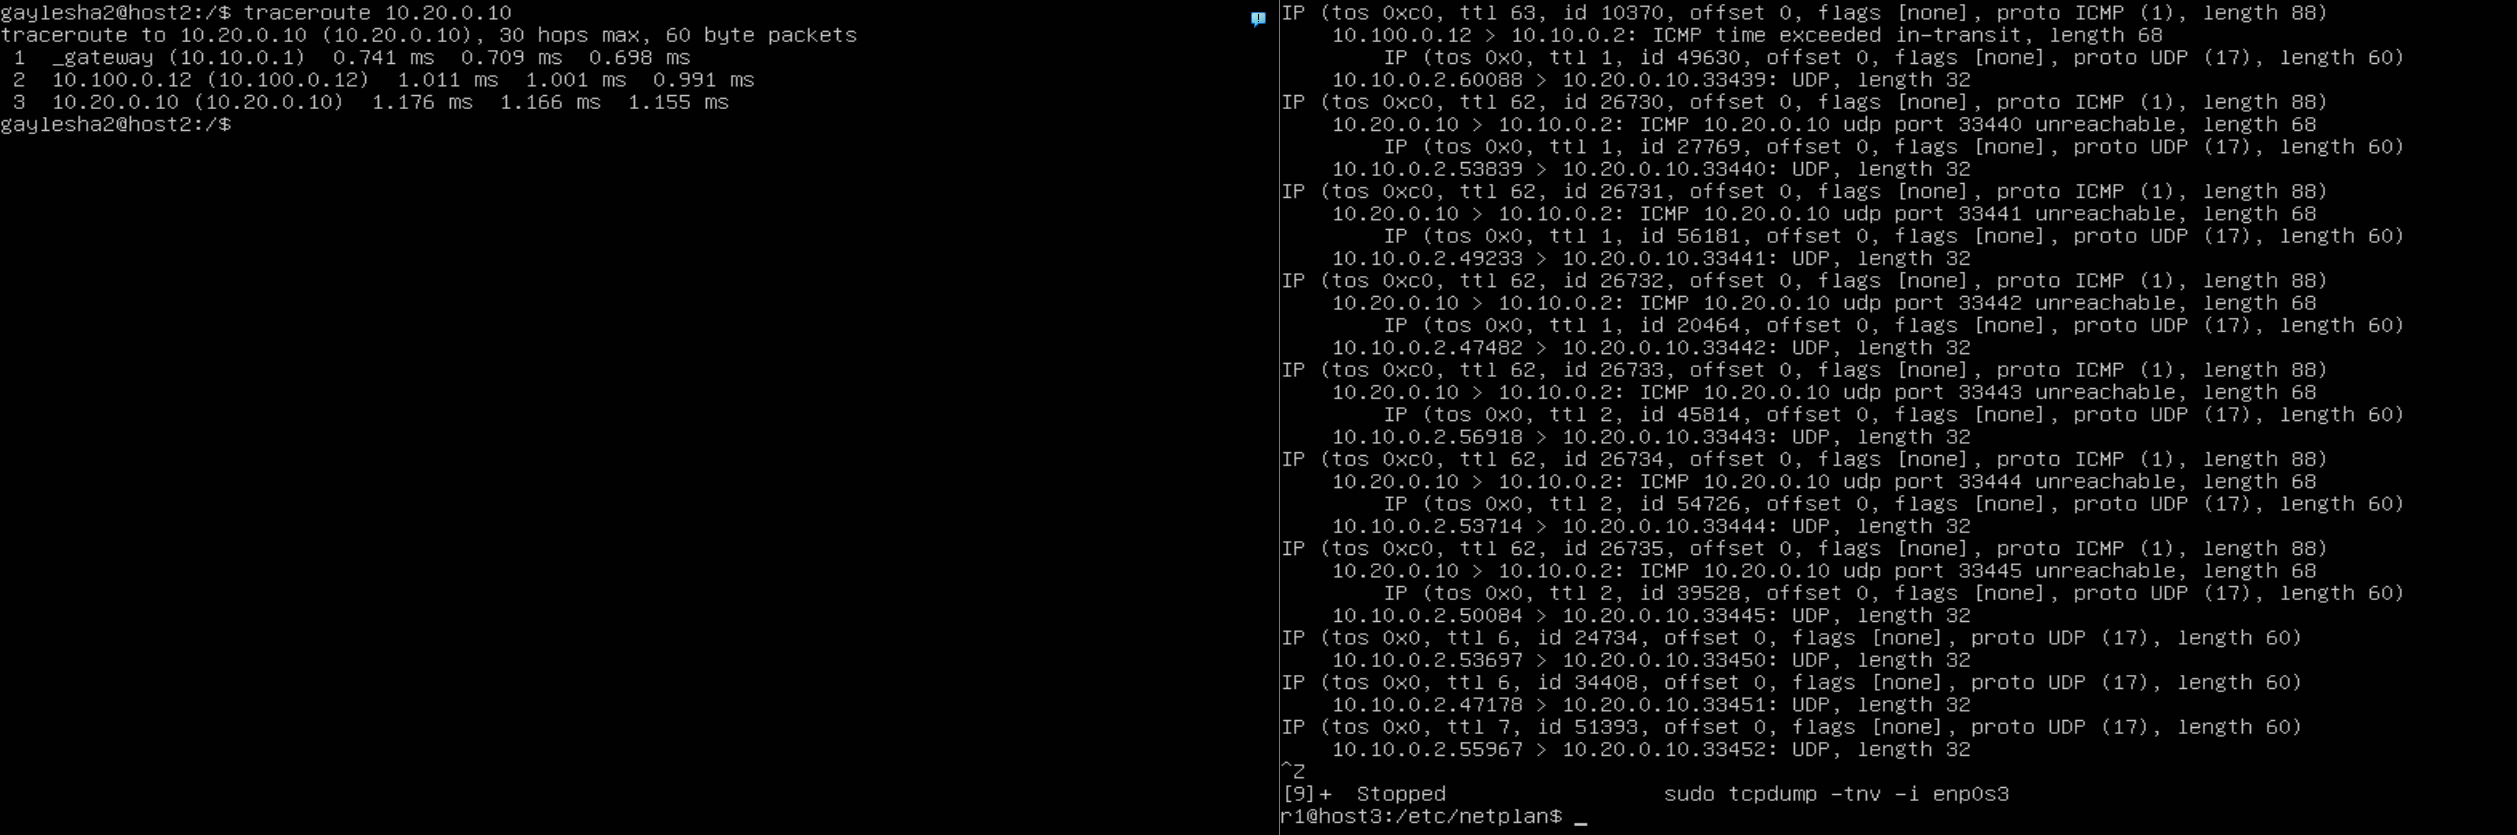 gaylesha2@host2:/$ traceroute 10.20.0.10
traceroute to 10.20.0.10 (10.20.0.10), 30 hops max, 60 byte packets
 1  _gateway (10.10.0.1)  0.741 ms  0.709 ms  0.698 ms
 2  10.100.0.12 (10.100.0.12)  1.011 ms  1.001 ms  0.991 ms
 3  10.20.0.10 (10.20.0.10)  1.176 ms  1.166 ms  1.155 ms
gaylesha2@host2:/$
IP (tos 0xc0, ttl 63, id 10370, offset 0, flags [none], proto ICMP (1), length 88)
    10.100.0.12 > 10.10.0.2: ICMP time exceeded in-transit, length 68
        IP (tos 0x0, ttl 1, id 49630, offset 0, flags [none], proto UDP (17), length 60)
    10.10.0.2.60088 > 10.20.0.10.33439: UDP, length 32
IP (tos 0xc0, ttl 62, id 26730, offset 0, flags [none], proto ICMP (1), length 88)
    10.20.0.10 > 10.10.0.2: ICMP 10.20.0.10 udp port 33440 unreachable, length 68
        IP (tos 0x0, ttl 1, id 27769, offset 0, flags [none], proto UDP (17), length 60)
    10.10.0.2.53839 > 10.20.0.10.33440: UDP, length 32
IP (tos 0xc0, ttl 62, id 26731, offset 0, flags [none], proto ICMP (1), length 88)
    10.20.0.10 > 10.10.0.2: ICMP 10.20.0.10 udp port 33441 unreachable, length 68
        IP (tos 0x0, ttl 1, id 56181, offset 0, flags [none], proto UDP (17), length 60)
    10.10.0.2.49233 > 10.20.0.10.33441: UDP, length 32
IP (tos 0xc0, ttl 62, id 26732, offset 0, flags [none], proto ICMP (1), length 88)
    10.20.0.10 > 10.10.0.2: ICMP 10.20.0.10 udp port 33442 unreachable, length 68
        IP (tos 0x0, ttl 1, id 20464, offset 0, flags [none], proto UDP (17), length 60)
    10.10.0.2.47482 > 10.20.0.10.33442: UDP, length 32
IP (tos 0xc0, ttl 62, id 26733, offset 0, flags [none], proto ICMP (1), length 88)
    10.20.0.10 > 10.10.0.2: ICMP 10.20.0.10 udp port 33443 unreachable, length 68
        IP (tos 0x0, ttl 2, id 45814, offset 0, flags [none], proto UDP (17), length 60)
    10.10.0.2.56918 > 10.20.0.10.33443: UDP, length 32
IP (tos 0xc0, ttl 62, id 26734, offset 0, flags [none], proto ICMP (1), length 88)
    10.20.0.10 > 10.10.0.2: ICMP 10.20.0.10 udp port 33444 unreachable, length 68
        IP (tos 0x0, ttl 2, id 54726, offset 0, flags [none], proto UDP (17), length 60)
    10.10.0.2.53714 > 10.20.0.10.33444: UDP, length 32
IP (tos 0xc0, ttl 62, id 26735, offset 0, flags [none], proto ICMP (1), length 88)
    10.20.0.10 > 10.10.0.2: ICMP 10.20.0.10 udp port 33445 unreachable, length 68
        IP (tos 0x0, ttl 2, id 39528, offset 0, flags [none], proto UDP (17), length 60)
    10.10.0.2.50084 > 10.20.0.10.33445: UDP, length 32
IP (tos 0x0, ttl 6, id 24734, offset 0, flags [none], proto UDP (17), length 60)
    10.10.0.2.53697 > 10.20.0.10.33450: UDP, length 32
IP (tos 0x0, ttl 6, id 34408, offset 0, flags [none], proto UDP (17), length 60)
    10.10.0.2.47178 > 10.20.0.10.33451: UDP, length 32
IP (tos 0x0, ttl 7, id 51393, offset 0, flags [none], proto UDP (17), length 60)
    10.10.0.2.55967 > 10.20.0.10.33452: UDP, length 32
^Z
[9]+  Stopped                 sudo tcpdump -tnv -i enp0s3
r1@host3:/etc/netplan$ _